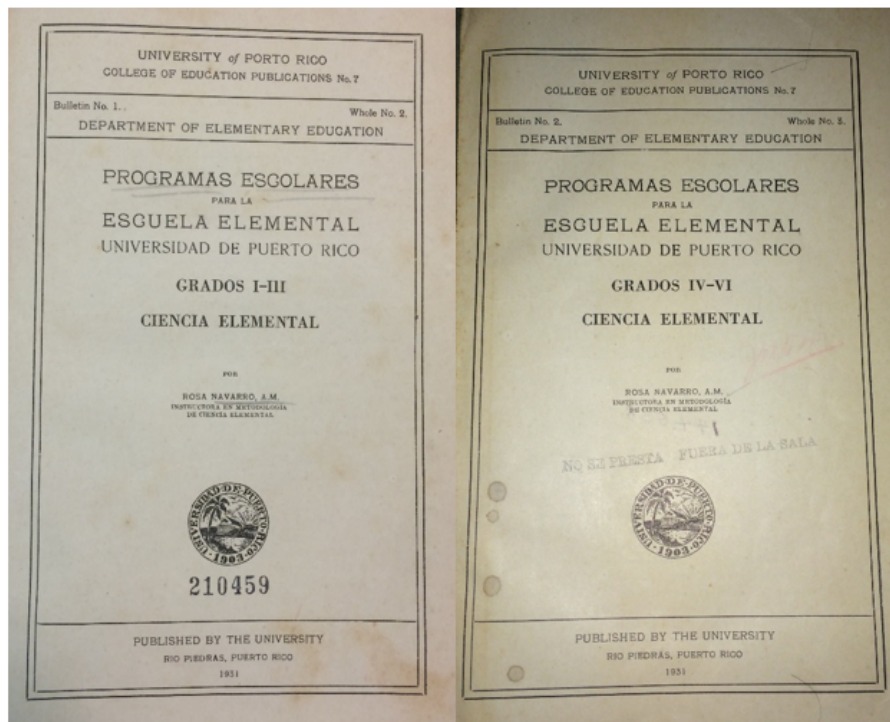 UNIVERSITY of PORTO RICO
COLLEGE OF EDUCATION PUBLICATIONS No. 7
Bulletin No. 1.
Whole No. 2.
DEPARTMENT OF ELEMENTARY EDUCATION
PROGRAMAS ESCOLARES
PARA LA
ESCUELA ELEMENTAL
UNIVERSIDAD DE PUERTO RICO
GRADOS I-III
CIENCIA ELEMENTAL
POR
ROSA NAVARRO, A.M.
INSTRUCTORA EN METODOLOGÍA
DE CIENCIA ELEMENTAL
UNIVERSIDAD·DE·PUERTO·RICO
·1903·
210459
PUBLISHED BY THE UNIVERSITY
RIO PIEDRAS, PUERTO RICO
1931
UNIVERSITY of PORTO RICO
COLLEGE OF EDUCATION PUBLICATIONS No. 7
Bulletin No. 2.
Whole No. 3.
DEPARTMENT OF ELEMENTARY EDUCATION
PROGRAMAS ESCOLARES
PARA LA
ESCUELA ELEMENTAL
UNIVERSIDAD DE PUERTO RICO
GRADOS IV-VI
CIENCIA ELEMENTAL
POR
ROSA NAVARRO, A.M.
INSTRUCTORA EN METODOLOGÍA
DE CIENCIA ELEMENTAL
NO SE PRESTA FUERA DE LA SALA
UNIVERSIDAD·DE·PUERTO·RICO
·1903·
PUBLISHED BY THE UNIVERSITY
RIO PIEDRAS, PUERTO RICO
1931